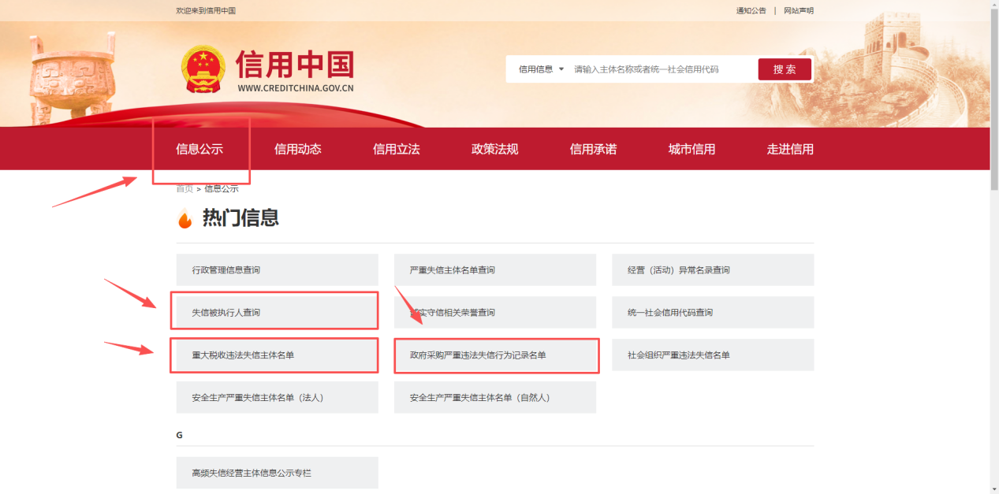 欢迎来到信用中国
通知公告 | 网站声明
信用中国
WWW.CREDITCHINA.GOV.CN
信用信息 请输入主体名称或者统一社会信用代码 搜索
信息公示 信用动态 信用立法 政策法规 信用承诺 城市信用 走进信用
首页 > 信息公示
热门信息
行政管理信息查询 严重失信主体名单查询 经营（活动）异常名录查询
失信被执行人查询 实守信相关荣誉查询 统一社会信用代码查询
重大税收违法失信主体名单 政府采购严重违法失信行为记录名单 社会组织严重违法失信名单
安全生产严重失信主体名单（法人） 安全生产严重失信主体名单（自然人）
G
高频失信经营主体信息公示专栏